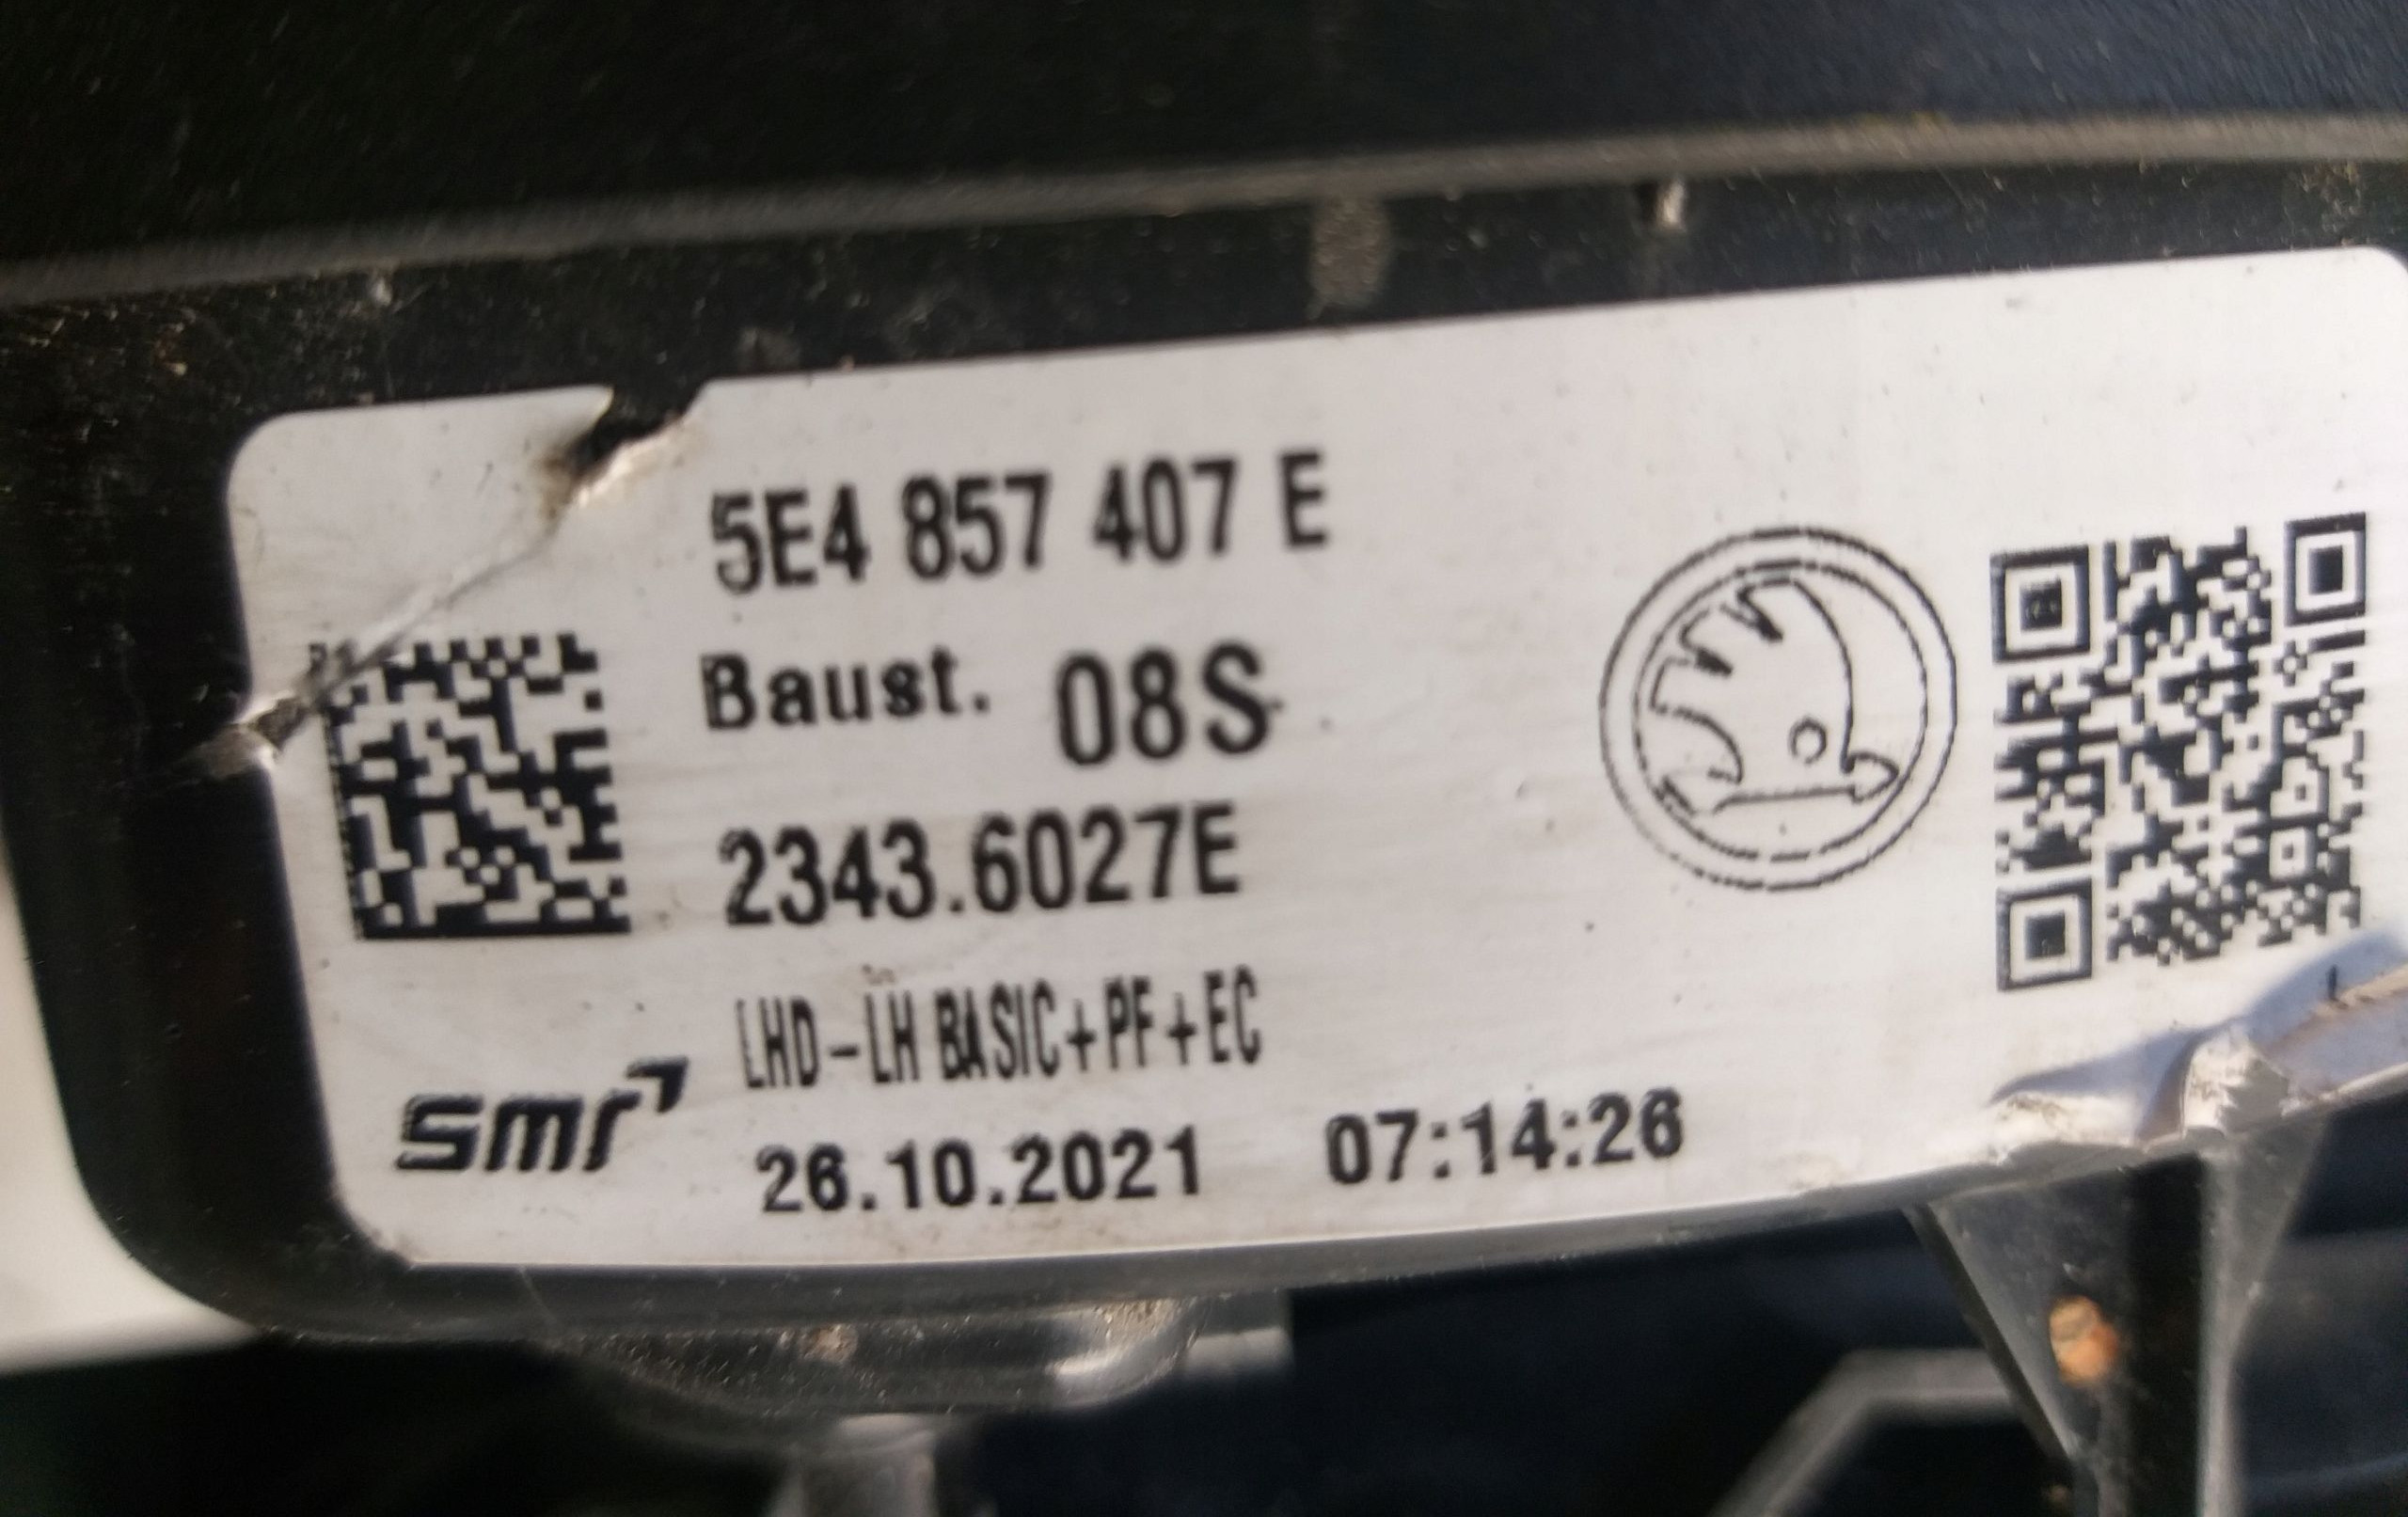 5E4 857 407 E
Baust. 08S
2343.6027E
LHD-LH BASIC+PF+EC
smr
26.10.2021 07:14:26